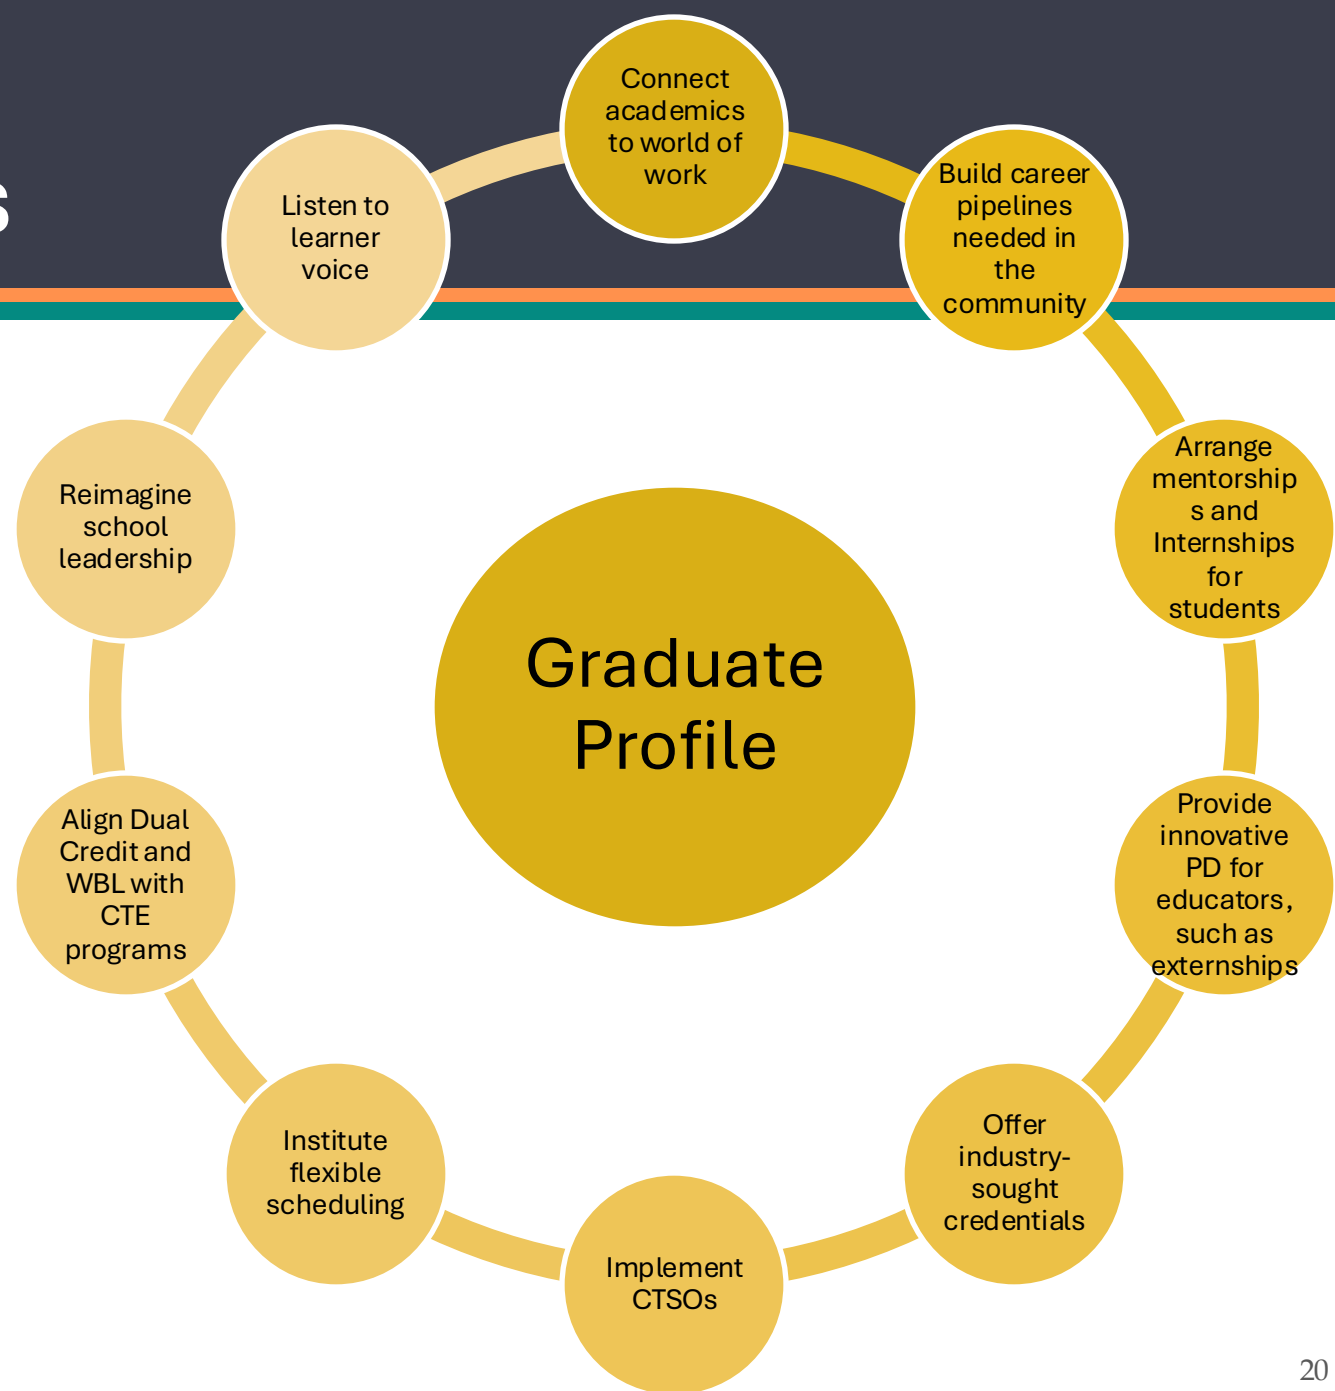 s
Connect
academics
to world of
work
Build career
pipelines
needed in
the
community
Arrange
mentorship
s and
Internships
for
students
Provide
innovative
PD for
educators,
such as
externships
Offer
industry-
sought
credentials
Implement
CTSOs
Institute
flexible
scheduling
Align Dual
Credit and
WBL with
CTE
programs
Reimagine
school
leadership
Listen to
learner
voice
Graduate
Profile
20